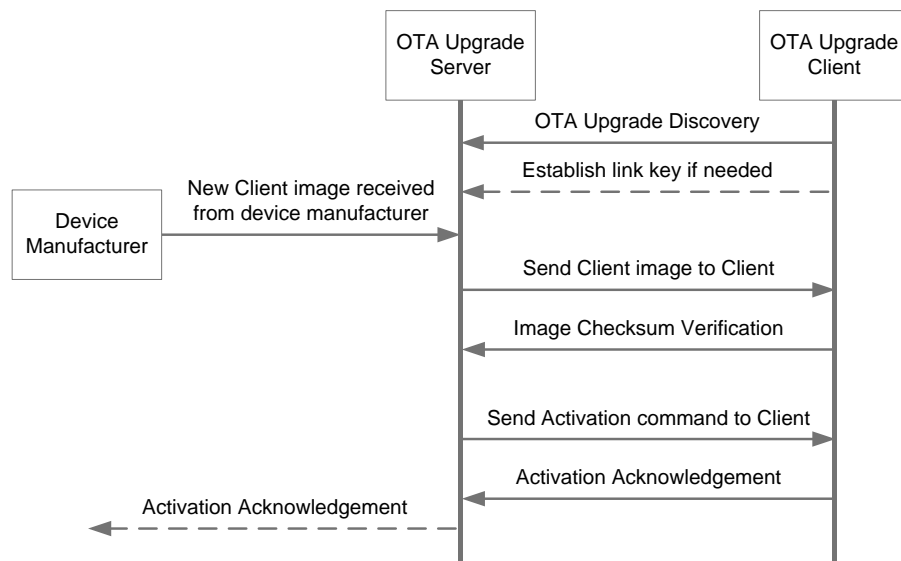 OTA Upgrade
Server
OTA Upgrade
Client
OTA Upgrade Discovery
Establish link key if needed
New Client image received
from device manufacturer
Device
Manufacturer
Send Client image to Client
Image Checksum Verification
Send Activation command to Client
Activation Acknowledgement
Activation Acknowledgement